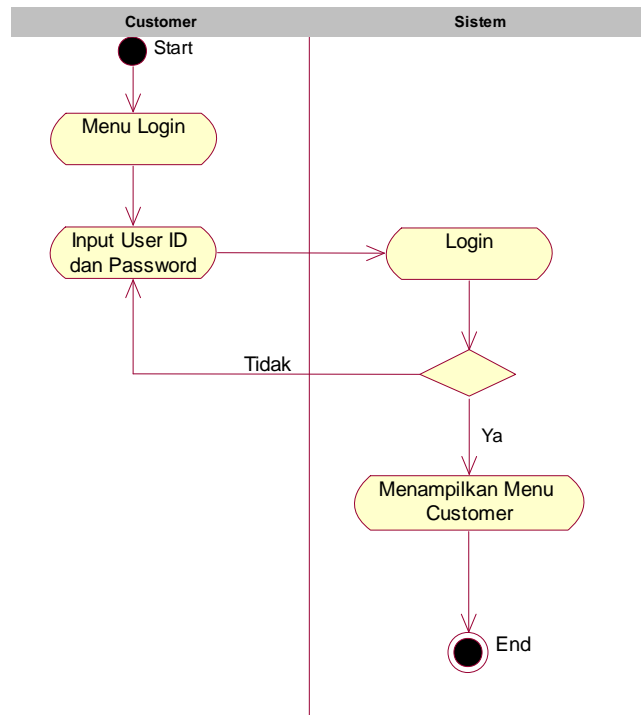 Customer
Sistem
Start
Menu Login
Input User ID
dan Password
Login
Tidak
Ya
Menampilkan Menu
Customer
End